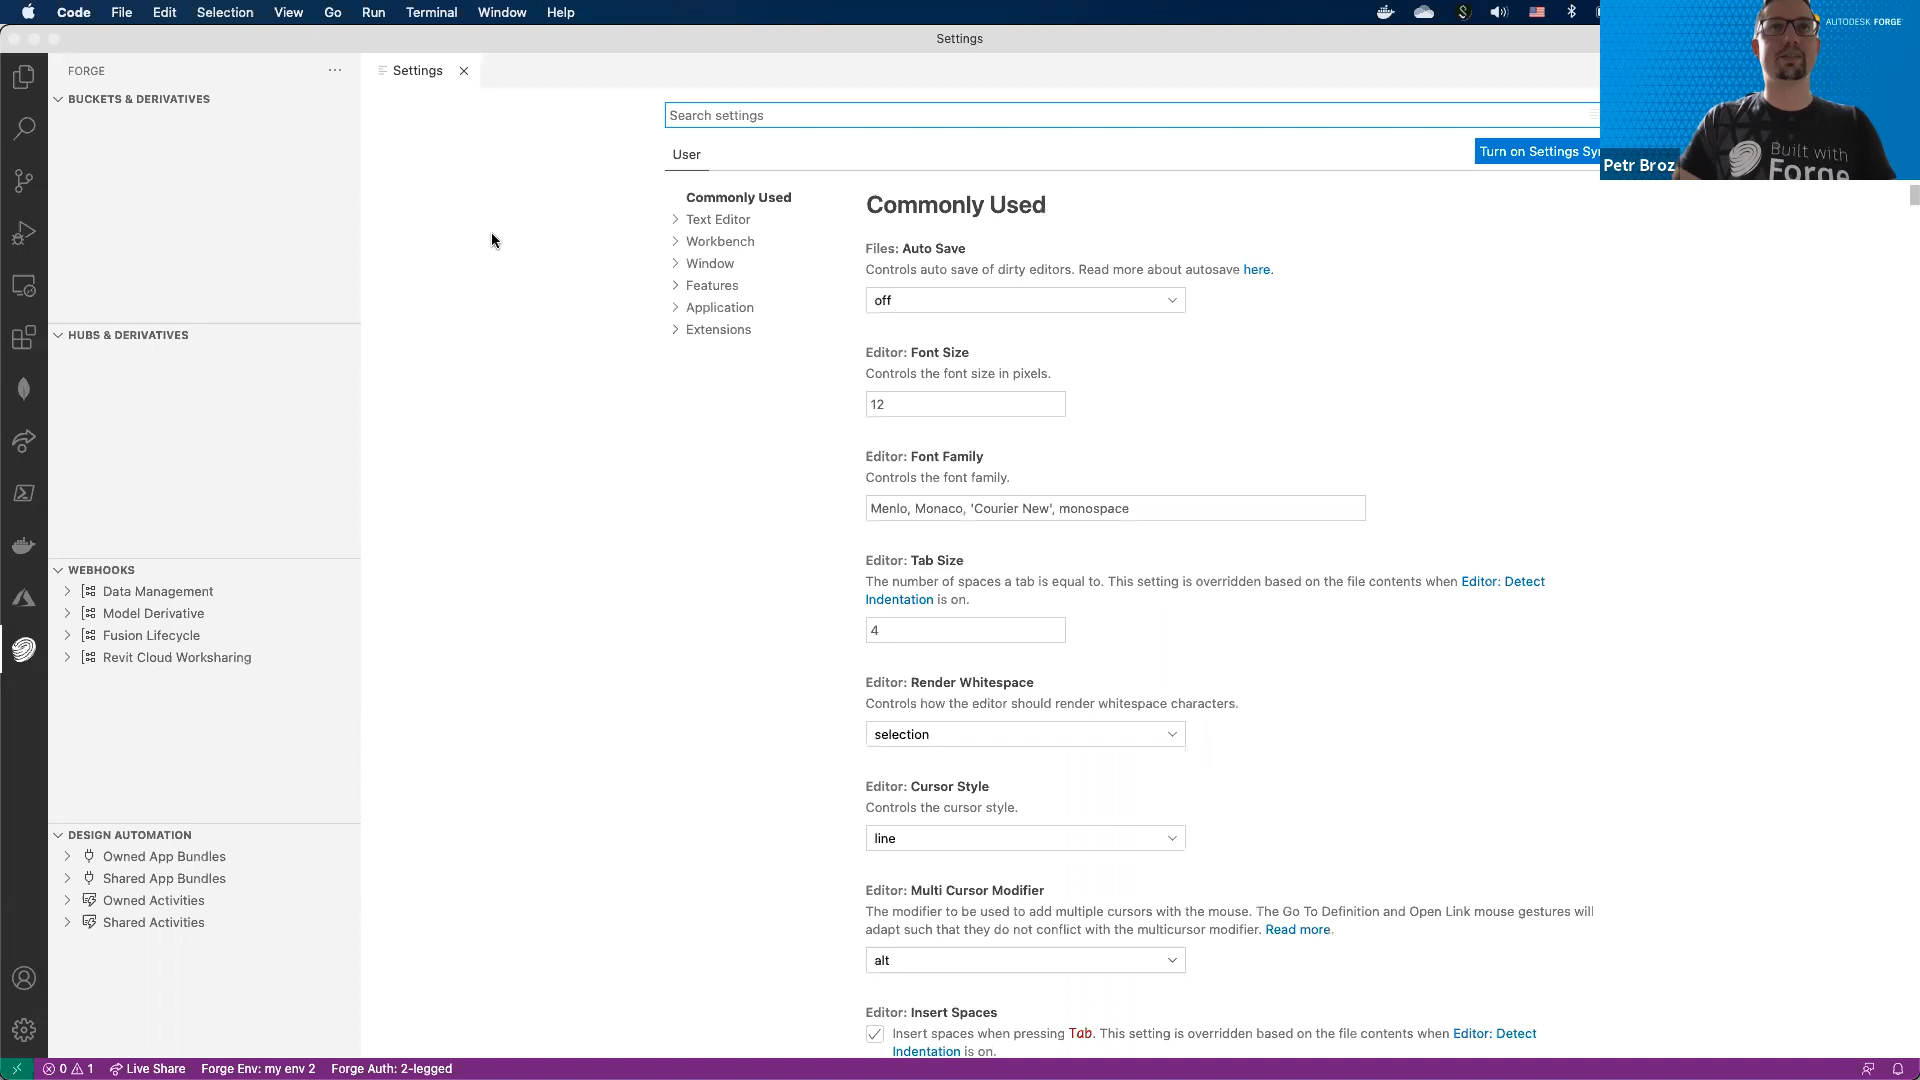 Code File Edit Selection View Go Run Terminal Window Help
Settings
AUTODESK FORGE
Built with
Forge
Petr Broz
FORGE
Settings
BUCKETS & DERIVATIVES
HUBS & DERIVATIVES
WEBHOOKS
Data Management
Model Derivative
Fusion Lifecycle
Revit Cloud Worksharing
DESIGN AUTOMATION
Owned App Bundles
Shared App Bundles
Owned Activities
Shared Activities
Search settings
User
Turn on Settings Sy
Commonly Used
Text Editor
Workbench
Window
Features
Application
Extensions
Commonly Used
Files: Auto Save
Controls auto save of dirty editors. Read more about autosave here.
off
Editor: Font Size
Controls the font size in pixels.
12
Editor: Font Family
Controls the font family.
Menlo, Monaco, 'Courier New', monospace
Editor: Tab Size
The number of spaces a tab is equal to. This setting is overridden based on the file contents when Editor: Detect
Indentation is on.
4
Editor: Render Whitespace
Controls how the editor should render whitespace characters.
selection
Editor: Cursor Style
Controls the cursor style.
line
Editor: Multi Cursor Modifier
The modifier to be used to add multiple cursors with the mouse. The Go To Definition and Open Link mouse gestures will
adapt such that they do not conflict with the multicursor modifier. Read more.
alt
Editor: Insert Spaces
Insert spaces when pressing Tab. This setting is overridden based on the file contents when Editor: Detect
Indentation is on.
0 1 Live Share Forge Env: my env 2 Forge Auth: 2-legged